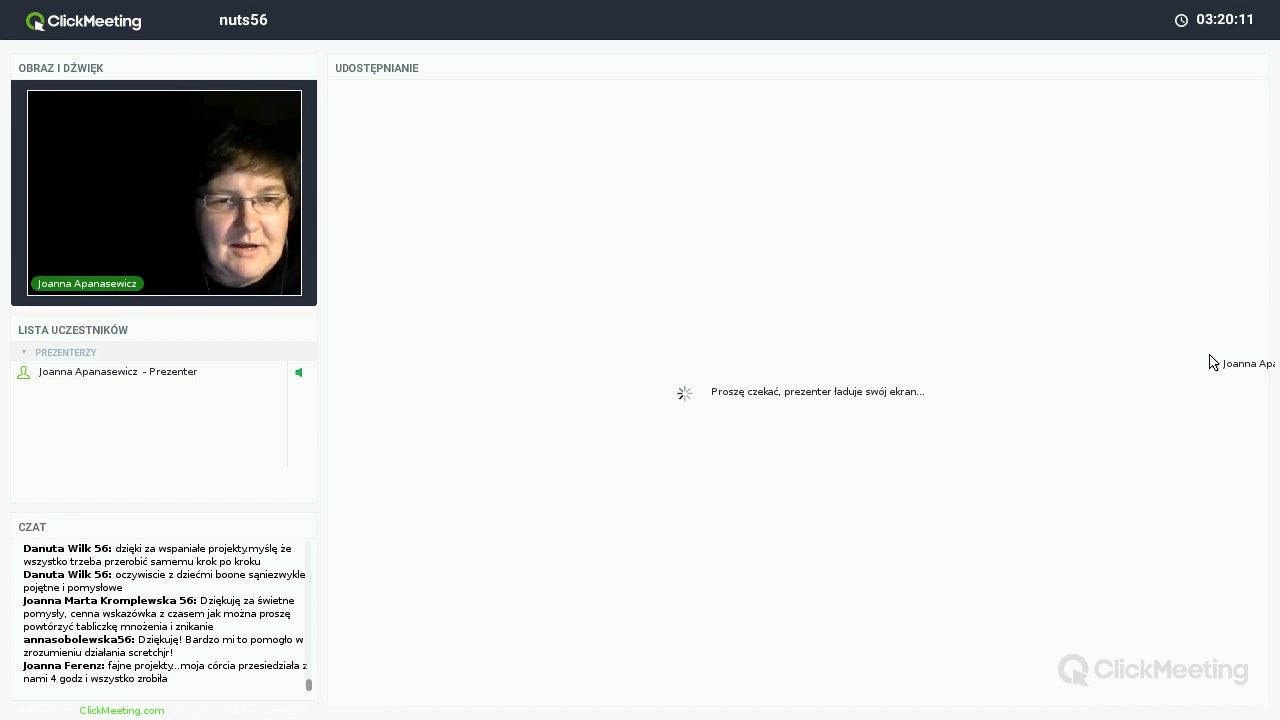 ClickMeeting
nuts56
03:20:11
OBRAZ I DŹWIĘK
Joanna Apanasewicz
LISTA UCZESTNIKÓW
PREZENTERZY
Joanna Apanasewicz - Prezenter
CZAT
Danuta Wilk 56: dzięki za wspaniałe projekty.myślę że
wszystko trzeba przerobić samemu krok po kroku
Danuta Wilk 56: oczywiscie z dziećmi boone sąniezwykle
pojętne i pomysłowe
Joanna Marta Kromplewska 56: Dziękuję za świetne
pomysły, cenna wskazówka z czasem jak można proszę
powtórzyć tabliczkę mnożenia i znikanie
annasobolewska56: Dziękuję! Bardzo mi to pomogło w
zrozumieniu działania scretchjr!
Joanna Ferenz: fajne projekty...moja córcia przesiedziała z
nami 4 godz i wszystko zrobiła
ClickMeeting.com
UDOSTĘPNIANIE
Joanna Apa
Proszę czekać, prezenter ładuje swój ekran...
ClickMeeting